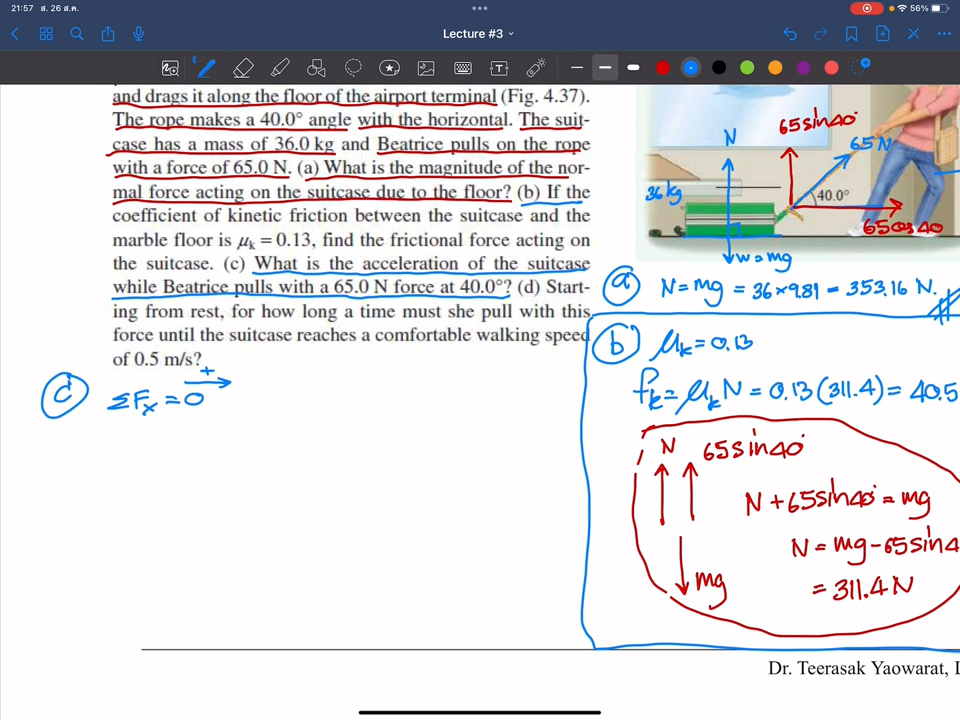 21:57 ส. 26 ส.ค.
56%
Lecture #3
and drags it along the floor of the airport terminal (Fig. 4.37).
The rope makes a 40.0° angle with the horizontal. The suit-
case has a mass of 36.0 kg and Beatrice pulls on the rope
with a force of 65.0 N. (a) What is the magnitude of the nor-
mal force acting on the suitcase due to the floor? (b) If the
coefficient of kinetic friction between the suitcase and the
marble floor is μk = 0.13, find the frictional force acting on
the suitcase. (c) What is the acceleration of the suitcase
while Beatrice pulls with a 65.0 N force at 40.0°? (d) Start-
ing from rest, for how long a time must she pull with this
force until the suitcase reaches a comfortable walking speed
of 0.5 m/s?
N
65sin40°
65 N
36 kg
40.0°
65cos40
w = mg
a N = mg = 36×9.81 = 353.16 N.
b μk = 0.13
fk = μkN = 0.13(311.4) = 40.5
N 65sin40°
N + 65sin40° = mg
N = mg - 65sin4
mg
= 311.4 N
c ΣFx = 0
+
Dr. Teerasak Yaowarat,